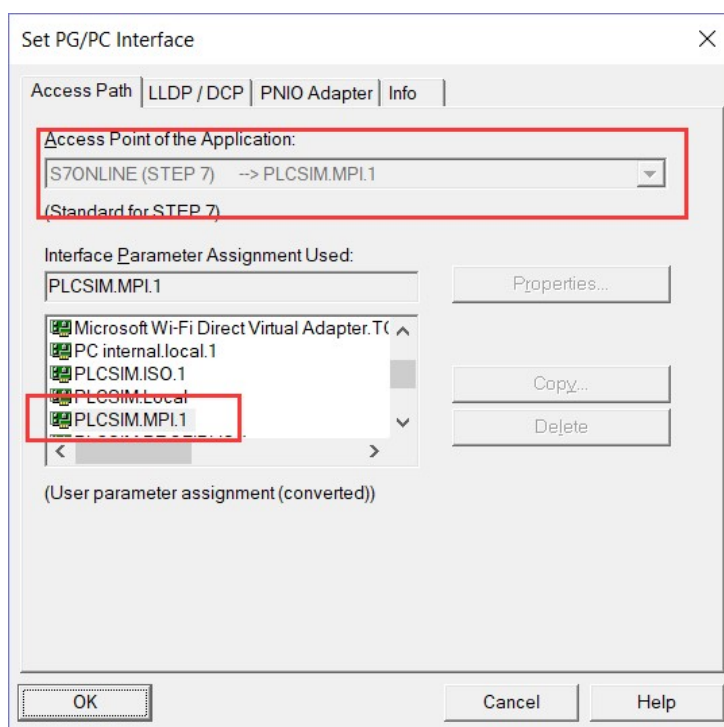 Set PG/PC Interface
Access Path LLDP / DCP PNIO Adapter Info
Access Point of the Application:
S7ONLINE (STEP 7) --> PLCSIM.MPI.1
(Standard for STEP 7)
Interface Parameter Assignment Used:
PLCSIM.MPI.1
Properties...
Microsoft Wi-Fi Direct Virtual Adapter.TC
PC internal.local.1
PLCSIM.ISO.1
PLCSIM.Local
PLCSIM.MPI.1
Copy...
Delete
(User parameter assignment (converted))
OK Cancel Help